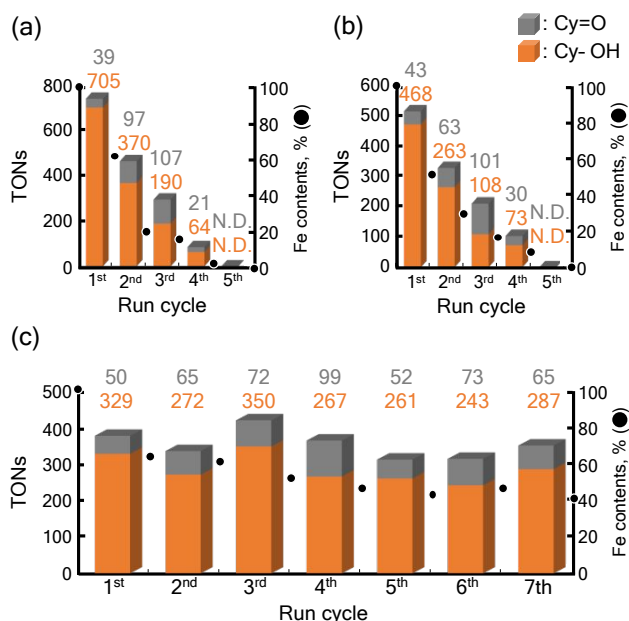 (a)
(b)
: Cy=O
: Cy- OH
39
705
97
370
107
190
21
64
N.D.
N.D.
800
600
400
200
0
TONs
100
80
60
40
20
0
Fe contents, % (●)
1st 2nd 3rd 4th 5th
Run cycle
43
468
63
263
101
108
30
73
N.D.
N.D.
600
500
400
300
200
100
0
TONs
100
80
60
40
20
0
Fe contents, % (●)
1st 2nd 3rd 4th 5th
Run cycle
(c)
50 65 72 99 52 73 65
329 272 350 267 261 243 287
500
400
300
200
100
0
TONs
100
80
60
40
20
0
Fe contents, % (●)
1st 2nd 3rd 4th 5th 6th 7th
Run cycle